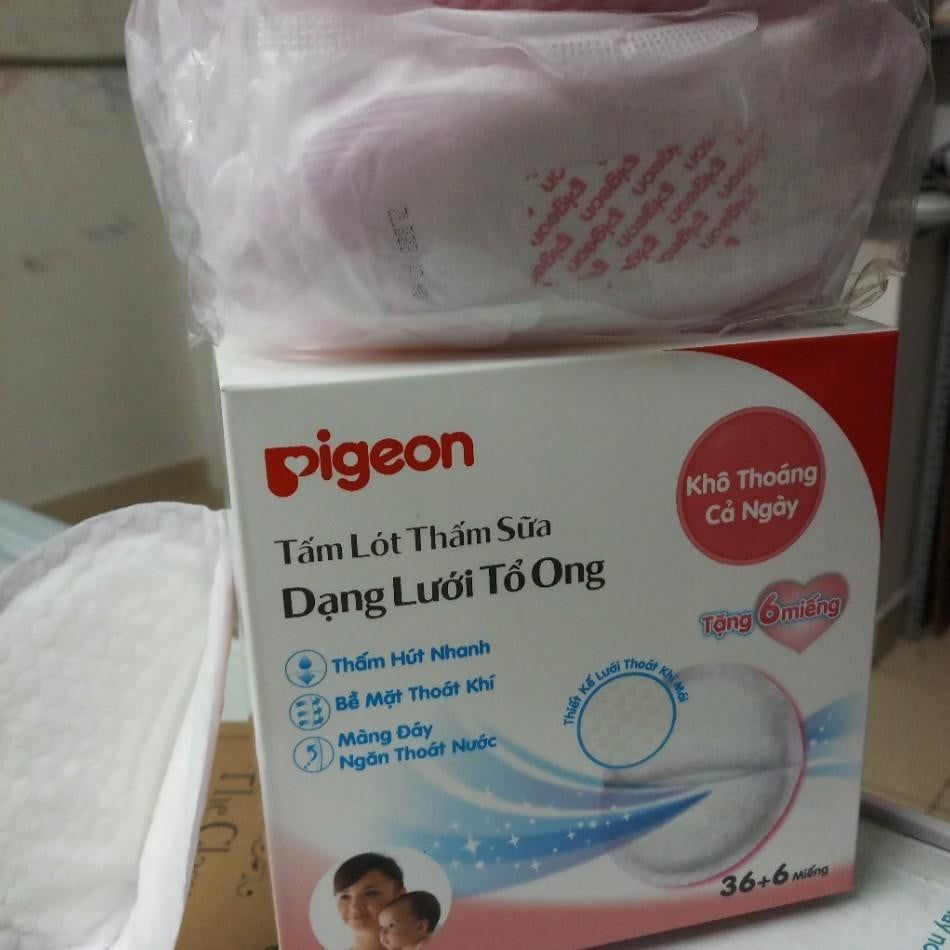 pigeon
Khô Thoáng
Cả Ngày
Tấm Lót Thấm Sữa
Dạng Lưới Tổ Ong
Tặng 6 miếng
Thấm Hút Nhanh
Bề Mặt Thoát Khí
Màng Đáy
Ngăn Thoát Nước
Thiết Kế Lưới Thoát Khí Mới
36+6 Miếng